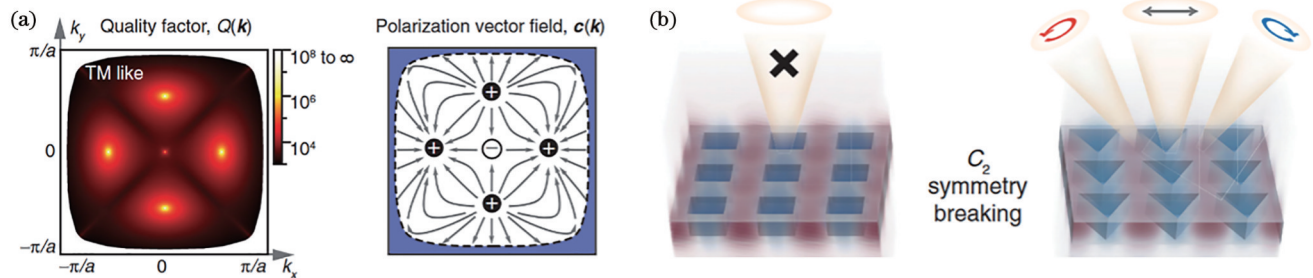 (a)
k_y
Quality factor, Q(k)
π/a
TM like
10^8 to ∞
10^6
10^4
0
−π/a
−π/a
0
π/a
k_x
Polarization vector field, c(k)
+
+
−
+
+
(b)
C_2
symmetry
breaking